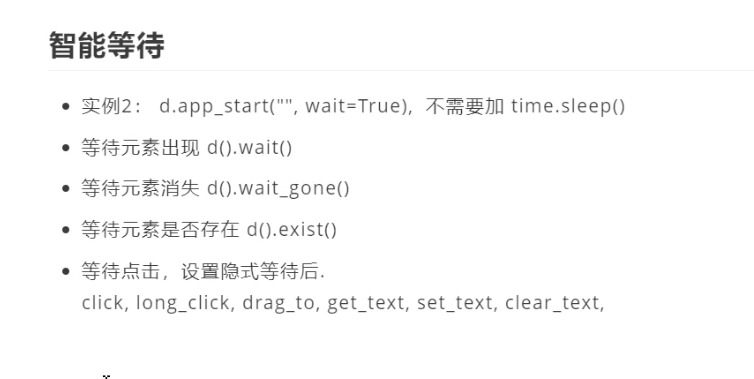 智能等待
实例2： d.app_start("", wait=True)，不需要加 time.sleep()
等待元素出现 d().wait()
等待元素消失 d().wait_gone()
等待元素是否存在 d().exist()
等待点击，设置隐式等待后.
click, long_click, drag_to, get_text, set_text, clear_text,